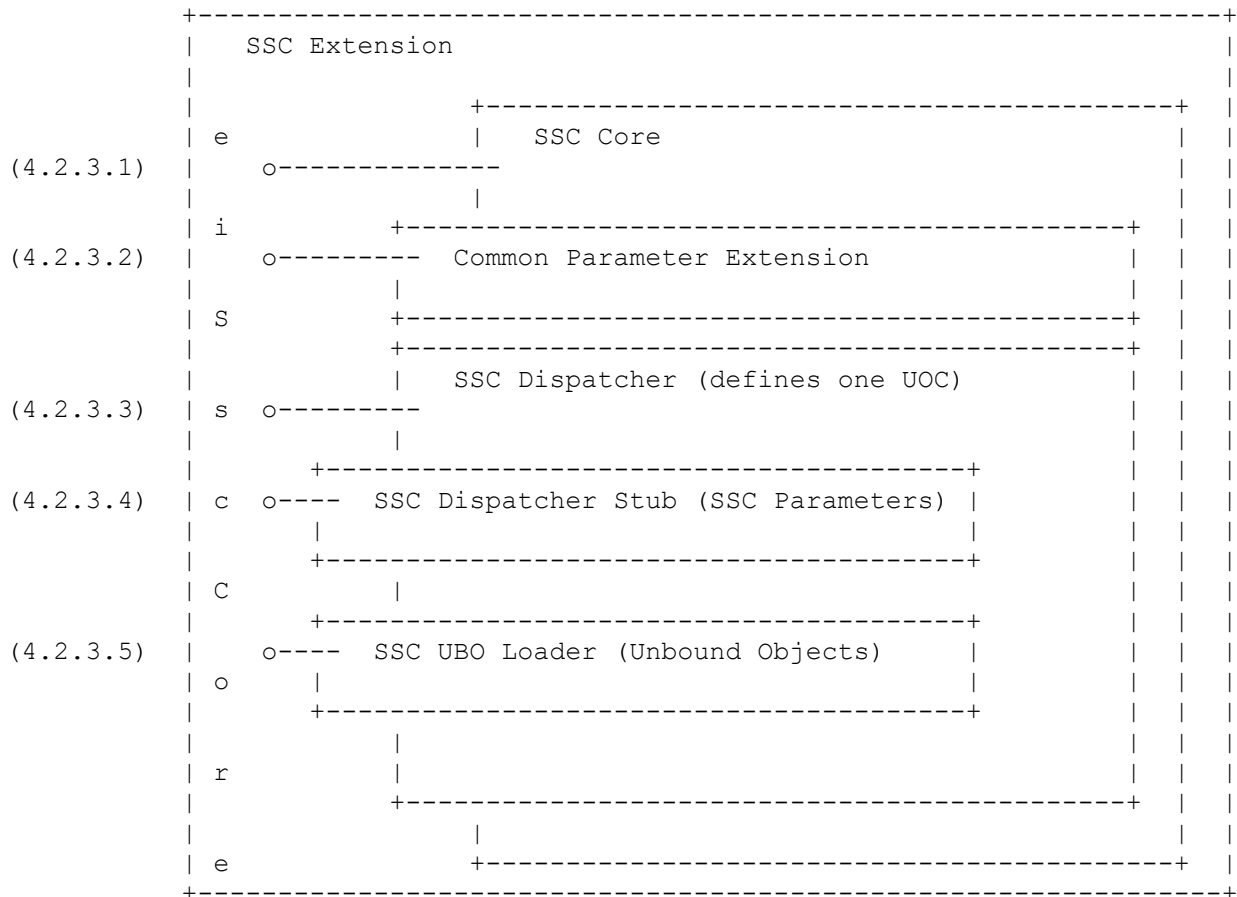 SSC Extension
e
SSC Core
(4.2.3.1)
i
(4.2.3.2)
Common Parameter Extension
S
SSC Dispatcher (defines one UOC)
(4.2.3.3)
s
(4.2.3.4)
c
SSC Dispatcher Stub (SSC Parameters)
C
(4.2.3.5)
SSC UBO Loader (Unbound Objects)
o
r
e